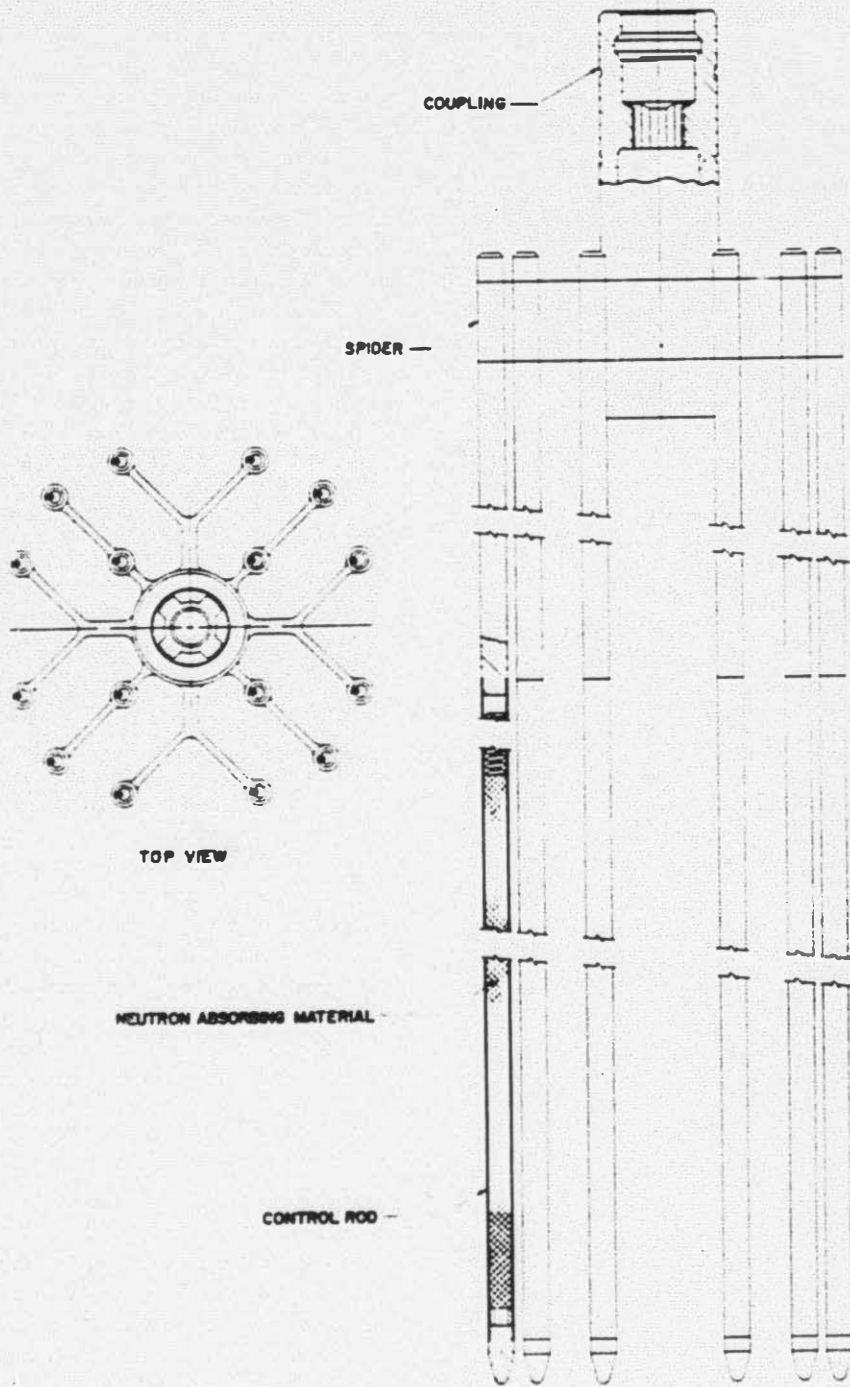 COUPLING
SPIDER
TOP VIEW
NEUTRON ABSORBING MATERIAL
CONTROL ROD